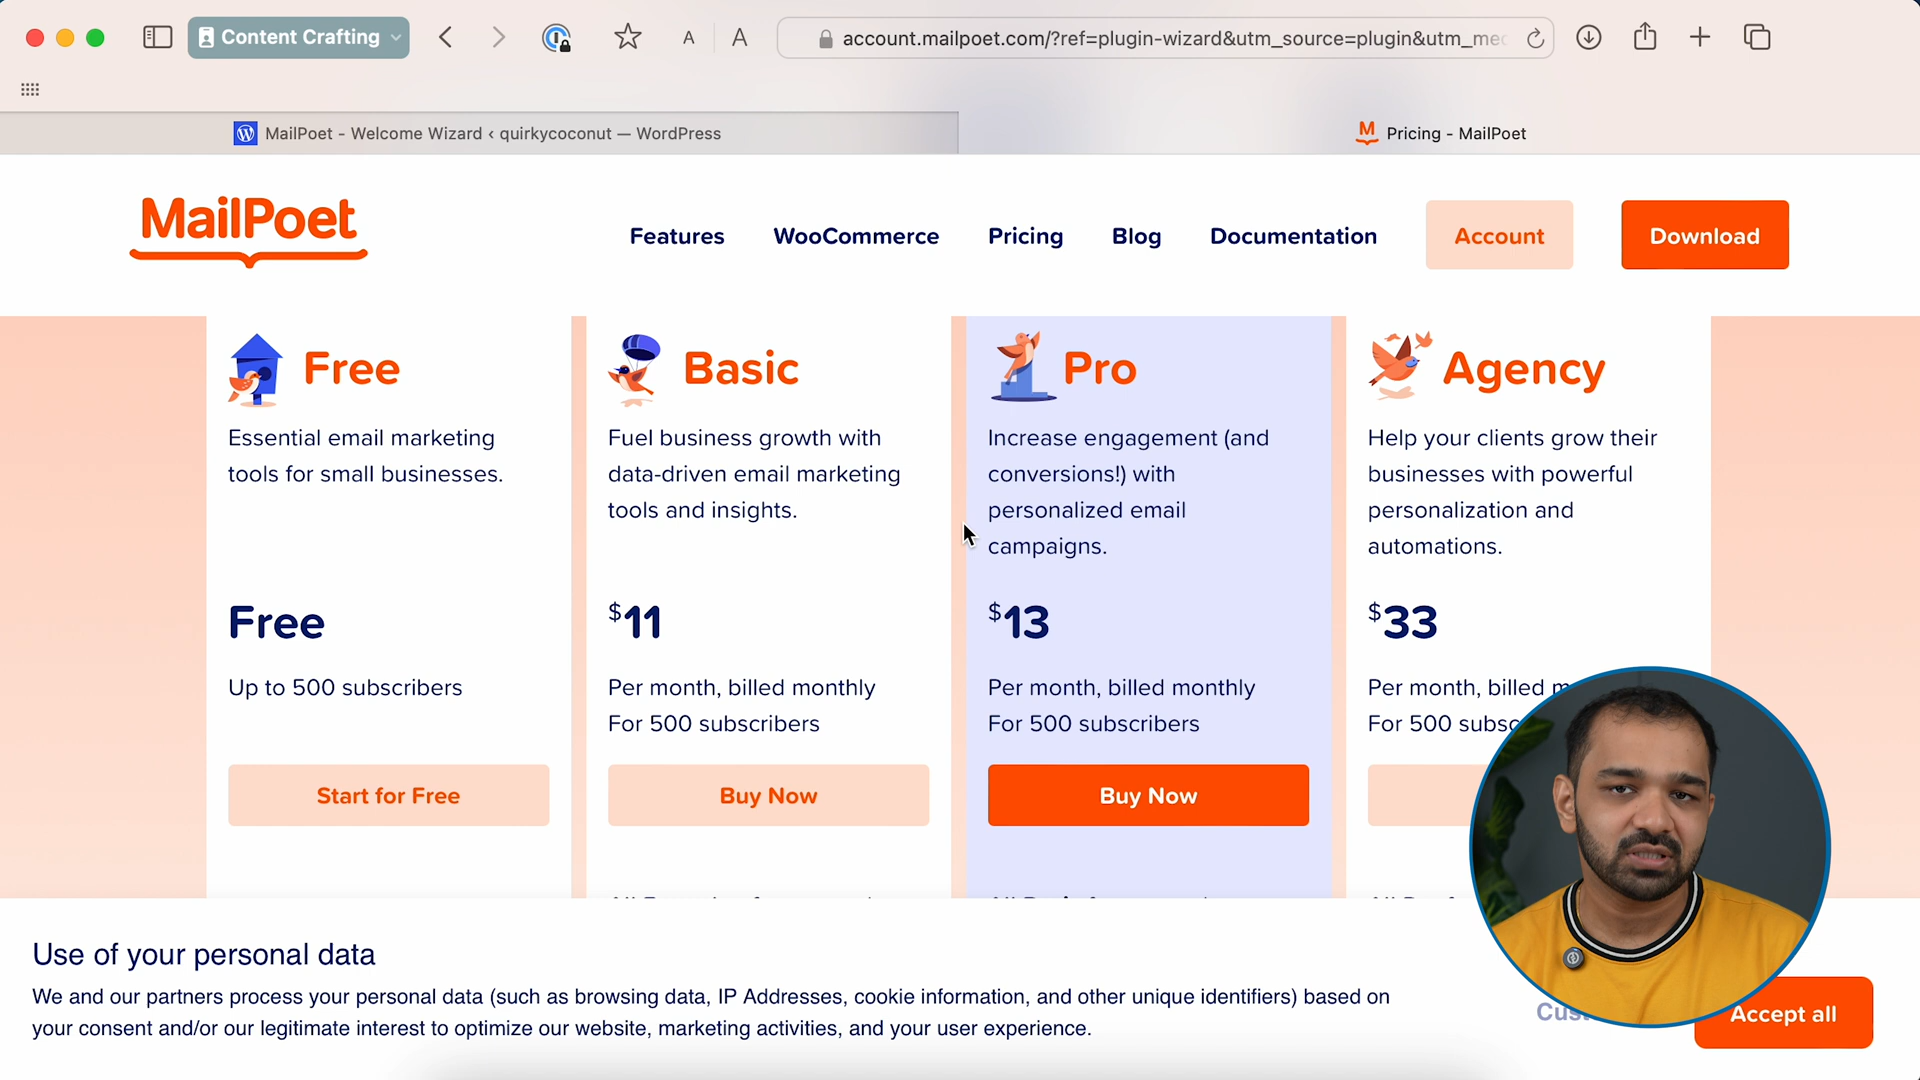 Content Crafting
A
A
account.mailpoet.com/?ref=plugin-wizard&utm_source=plugin&utm_med
MailPoet - Welcome Wizard ‹ quirkycoconut — WordPress
M
Pricing - MailPoet
MailPoet
Features
WooCommerce
Pricing
Blog
Documentation
Account
Download
Free
Essential email marketing
tools for small businesses.
Free
Up to 500 subscribers
Start for Free
Basic
Fuel business growth with
data-driven email marketing
tools and insights.
$11
Per month, billed monthly
For 500 subscribers
Buy Now
Pro
Increase engagement (and
conversions!) with
personalized email
campaigns.
$13
Per month, billed monthly
For 500 subscribers
Buy Now
Agency
Help your clients grow their
businesses with powerful
personalization and
automations.
$33
Per month, billed
For 500
Use of your personal data
We and our partners process your personal data (such as browsing data, IP Addresses, cookie information, and other unique identifiers) based on
your consent and/or our legitimate interest to optimize our website, marketing activities, and your user experience.
Accept all